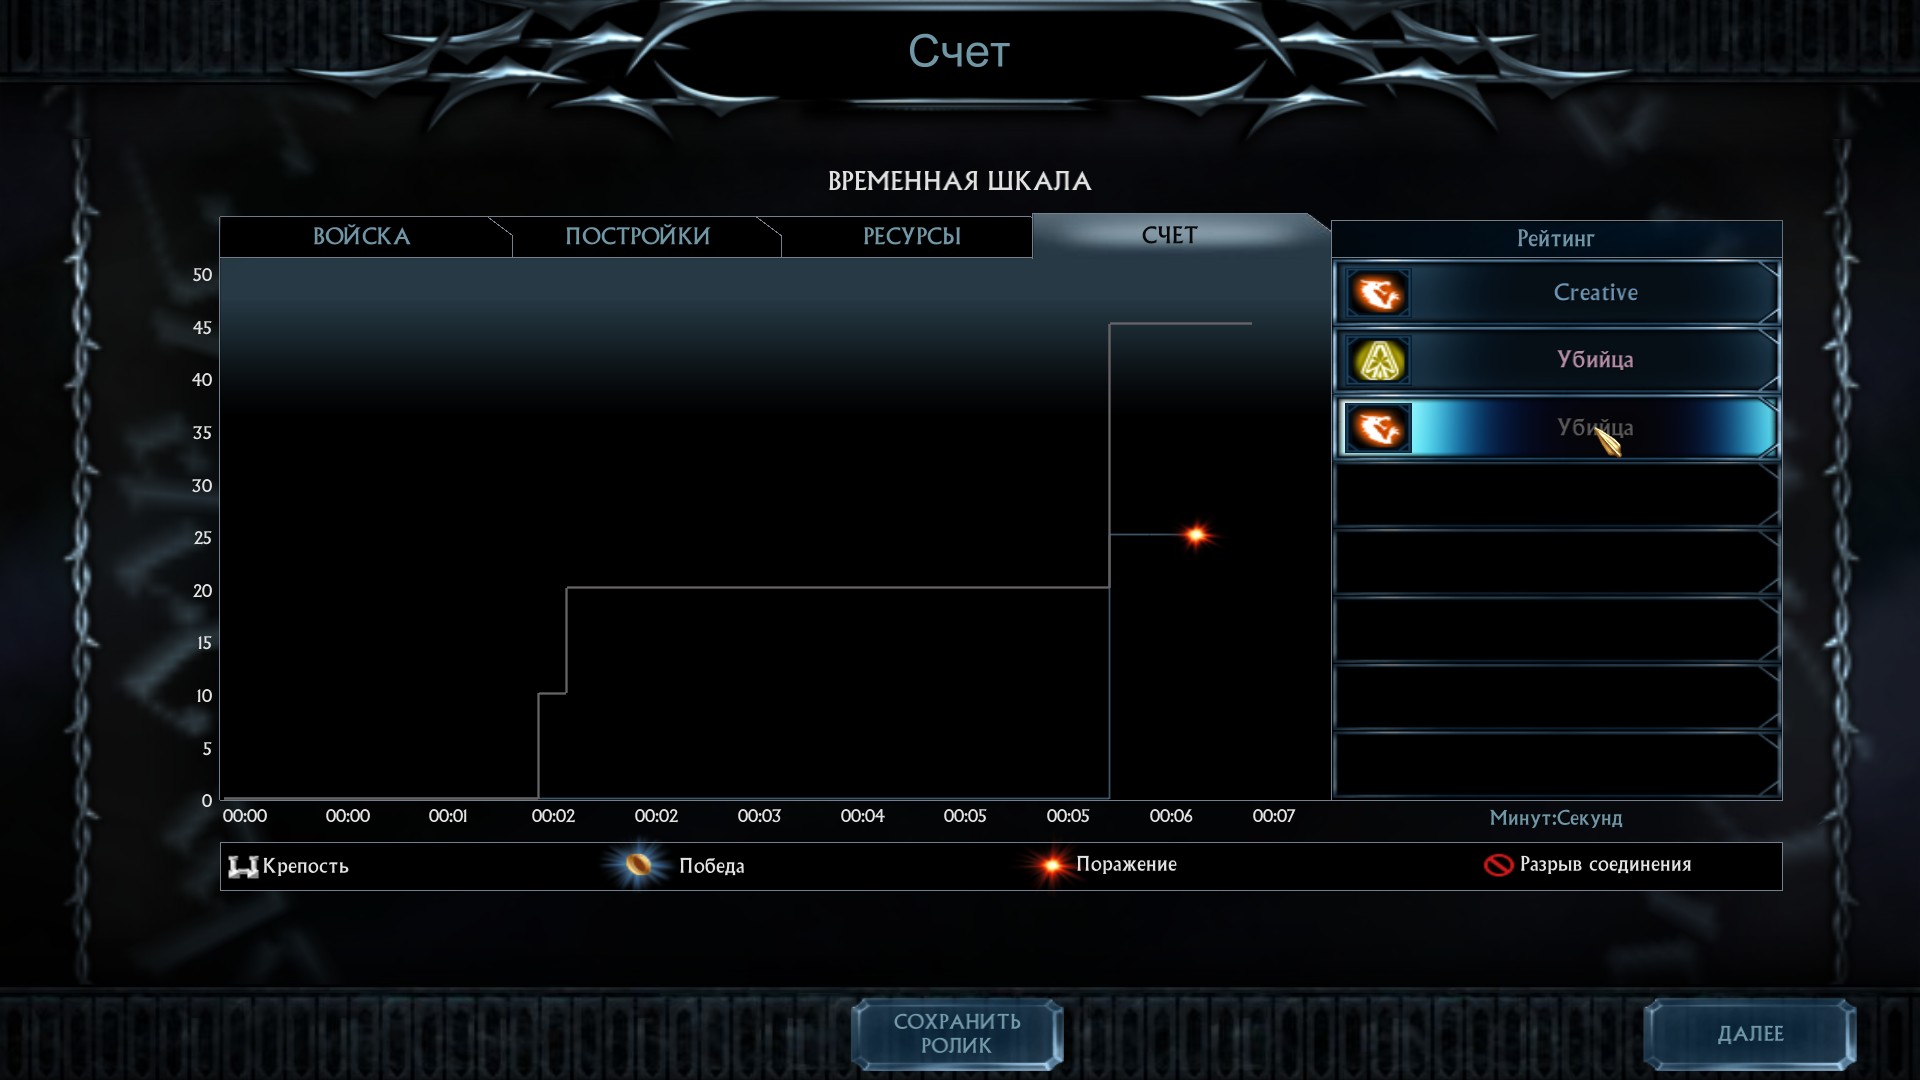 Счет
ВРЕМЕННАЯ ШКАЛА
ВОЙСКА ПОСТРОЙКИ РЕСУРСЫ СЧЕТ
Рейтинг
Creative
Убийца
Убийца
50
45
40
35
30
25
20
15
10
5
0
00:00 00:00 00:01 00:02 00:02 00:03 00:04 00:05 00:05 00:06 00:07
Минут:Секунд
Крепость Победа Поражение Разрыв соединения
СОХРАНИТЬ
РОЛИК
ДАЛЕЕ